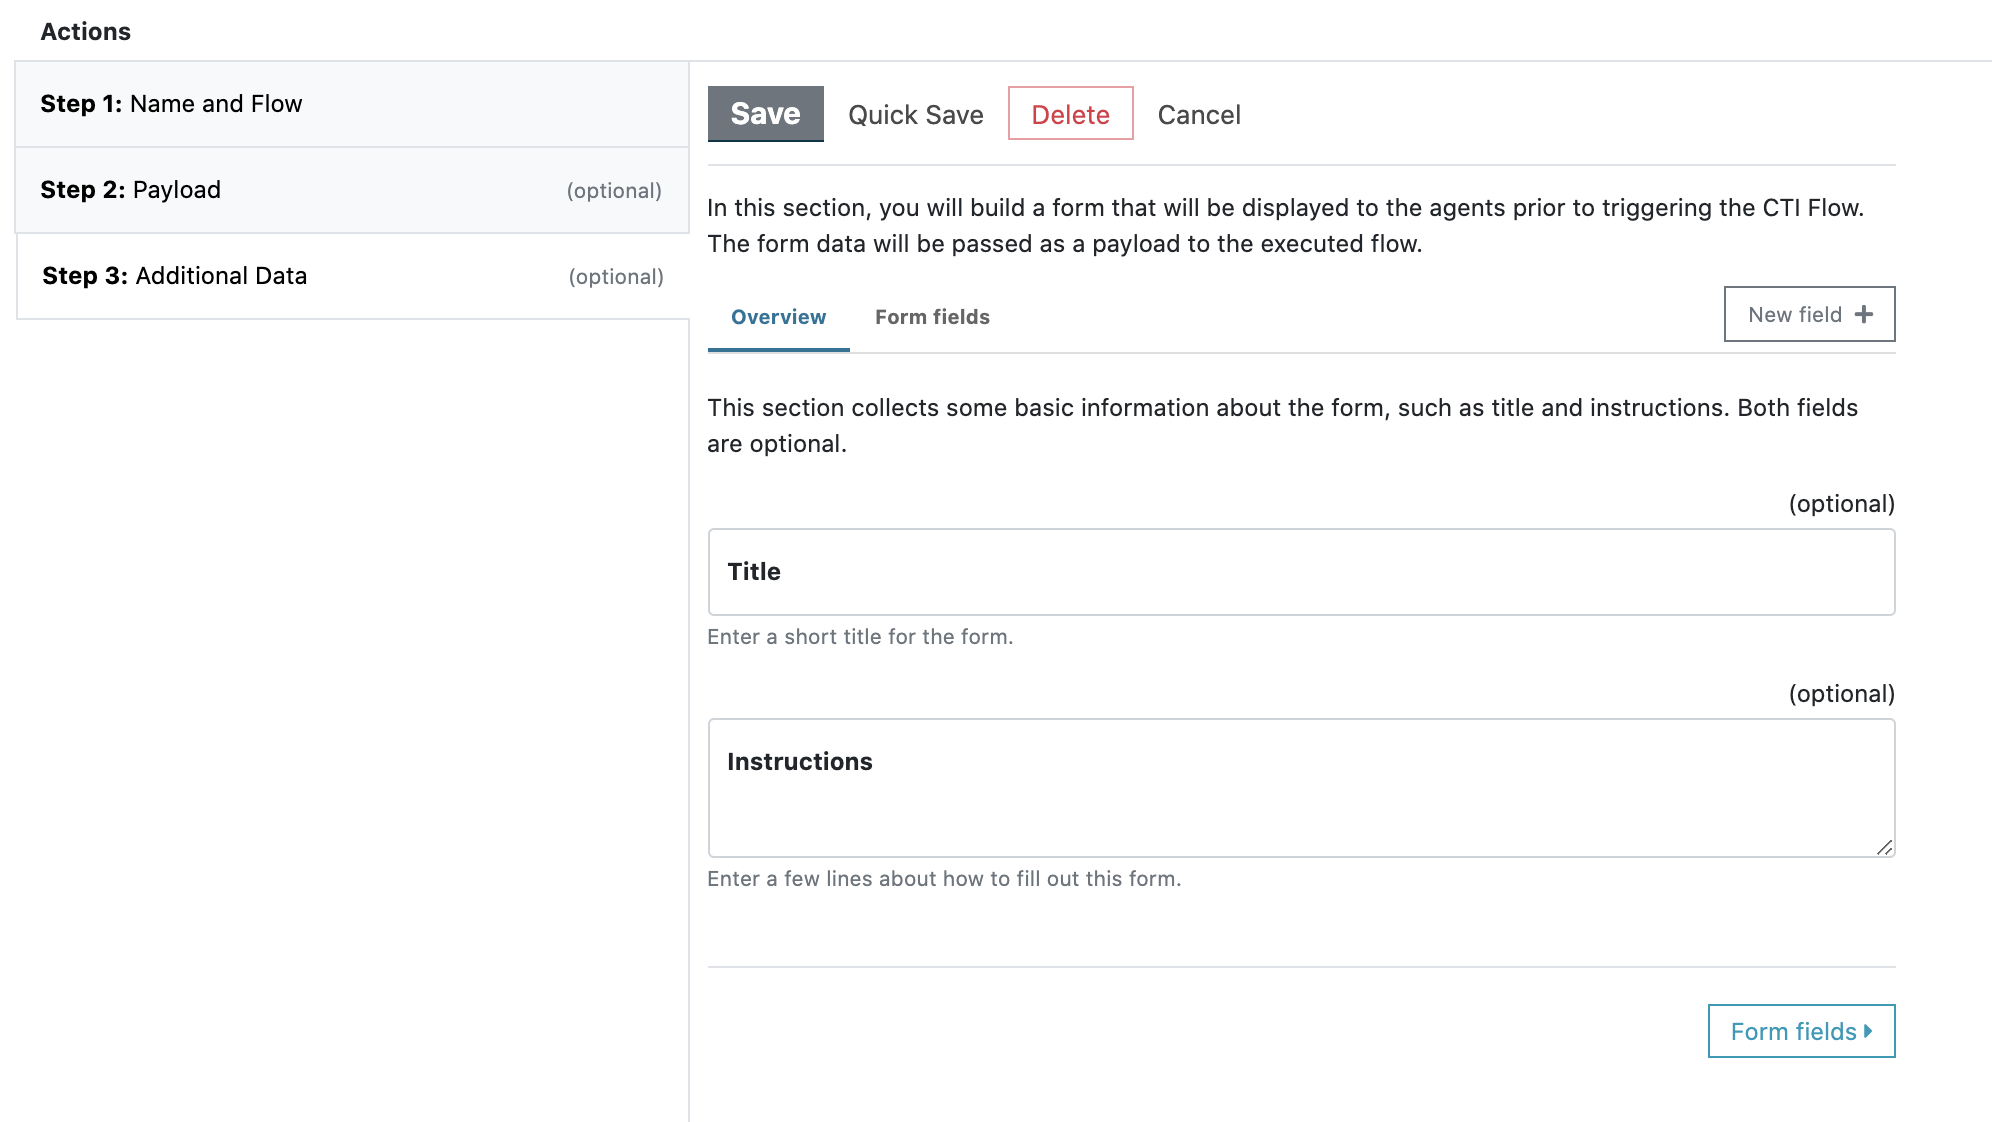 Actions
Step 1: Name and Flow
Step 2: Payload (optional)
Step 3: Additional Data (optional)
Save Quick Save Delete Cancel
In this section, you will build a form that will be displayed to the agents prior to triggering the CTI Flow.
The form data will be passed as a payload to the executed flow.
Overview Form fields New field
This section collects some basic information about the form, such as title and instructions. Both fields
are optional.
(optional)
Title
Enter a short title for the form.
(optional)
Instructions
Enter a few lines about how to fill out this form.
Form fields